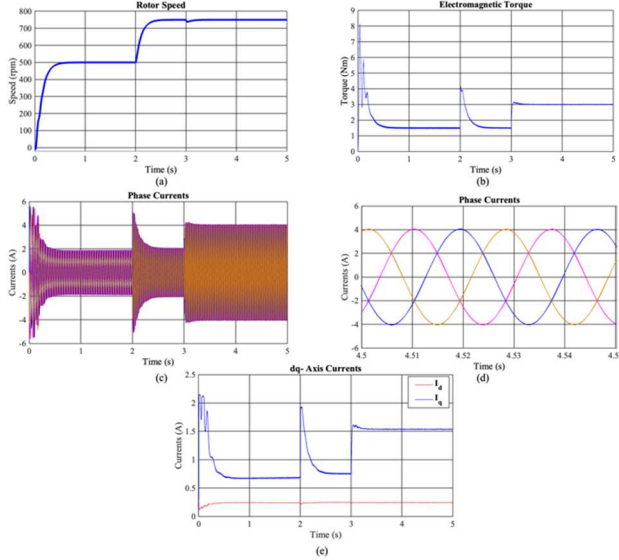 Rotor Speed
800
700
600
500
400
300
200
100
0
0 1 2 3 4 5
Speed (rpm)
Time (s)
(a)
Electromagnetic Torque
9
8
7
6
5
4
3
2
1
0
0 1 2 3 4 5
Torque (Nm)
Time (s)
(b)
Phase Currents
6
4
2
0
-2
-4
-6
0 1 2 3 4 5
Currents (A)
Time (s)
(c)
Phase Currents
6
4
2
0
-2
-4
-6
4.5 4.51 4.52 4.53 4.54 4.5
Currents (A)
Time (s)
(d)
dq- Axis Currents
2.5
2
1.5
1
0.5
0
0 1 2 3 4 5
Currents (A)
Time (s)
I_d
I_q
(e)